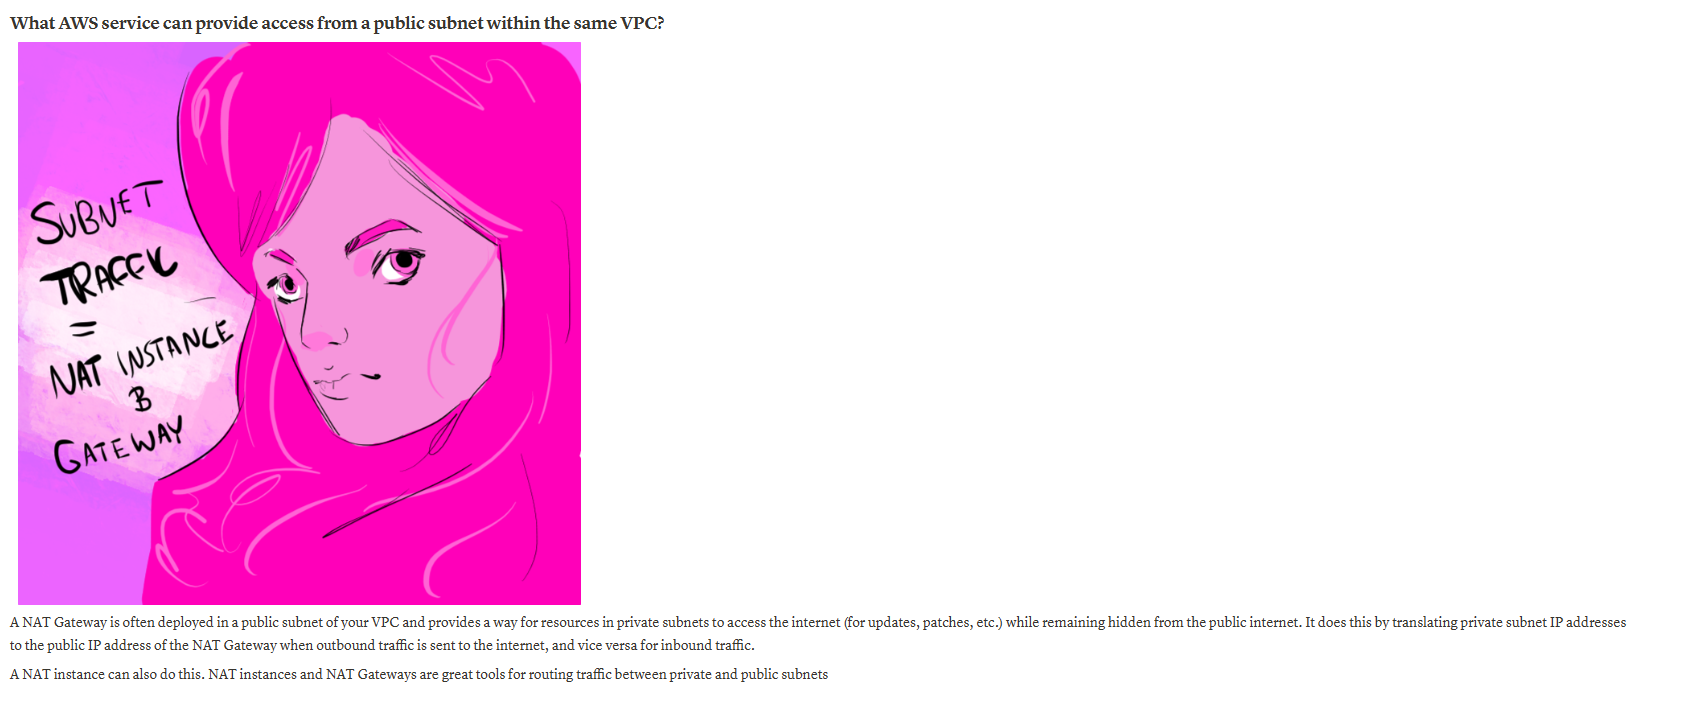 What AWS service can provide access from a public subnet within the same VPC?
SUBNET
TRAFFIC
=
NAT INSTANCE
&
GATEWAY
A NAT Gateway is often deployed in a public subnet of your VPC and provides a way for resources in private subnets to access the internet (for updates, patches, etc.) while remaining hidden from the public internet. It does this by translating private subnet IP addresses
to the public IP address of the NAT Gateway when outbound traffic is sent to the internet, and vice versa for inbound traffic.
A NAT instance can also do this. NAT instances and NAT Gateways are great tools for routing traffic between private and public subnets